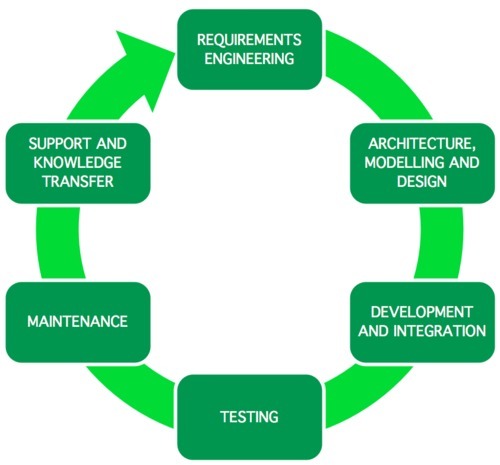 REQUIREMENTS
ENGINEERING
ARCHITECTURE,
MODELLING AND
DESIGN
DEVELOPMENT
AND INTEGRATION
TESTING
MAINTENANCE
SUPPORT AND
KNOWLEDGE
TRANSFER